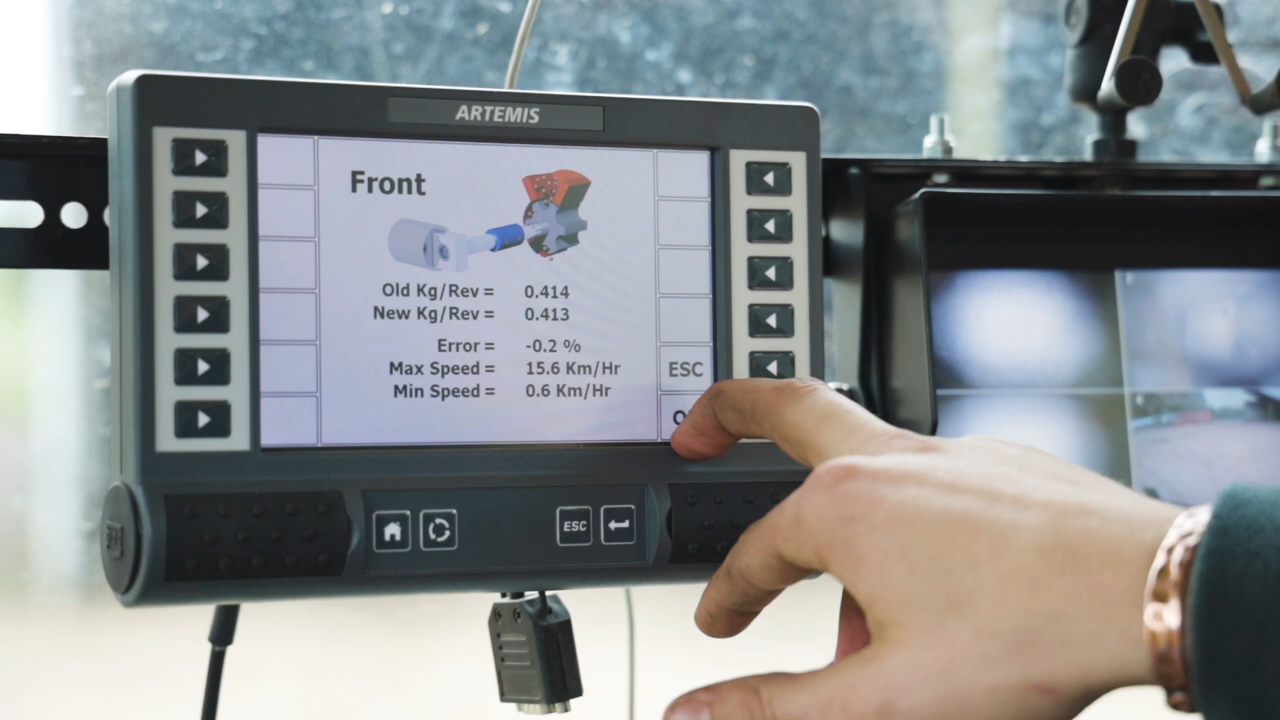 ARTEMIS
Front
Old Kg/Rev = 0.414
New Kg/Rev = 0.413
Error = -0.2 %
Max Speed = 15.6 Km/Hr
Min Speed = 0.6 Km/Hr
ESC
ESC